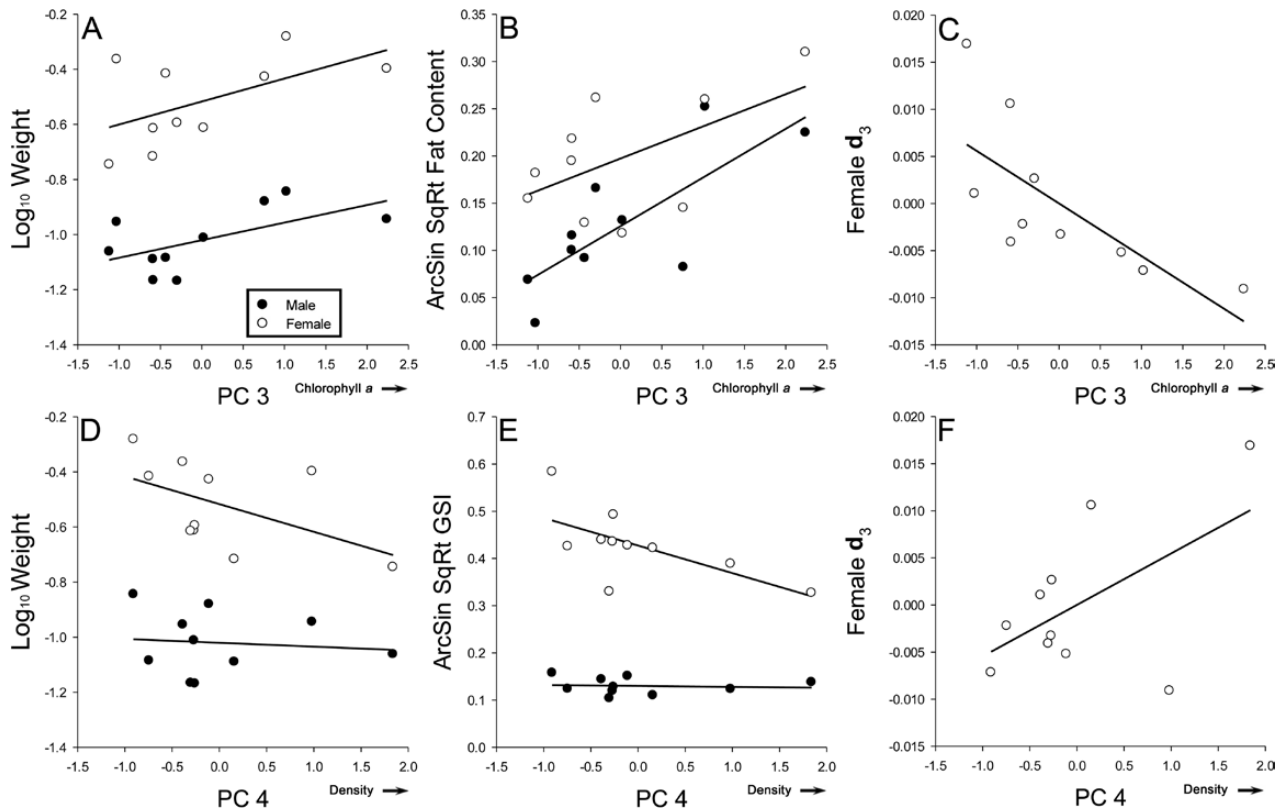 A
Log₁₀ Weight
-0.2
-0.4
-0.6
-0.8
-1.0
-1.2
-1.4
Male
Female
-1.5 -1.0 -0.5 0.0 0.5 1.0 1.5 2.0 2.5
PC 3
Chlorophyll a
B
ArcSin SqRt Fat Content
0.35
0.30
0.25
0.20
0.15
0.10
0.05
0.00
-1.5 -1.0 -0.5 0.0 0.5 1.0 1.5 2.0 2.5
PC 3
Chlorophyll a
C
Female d₃
0.020
0.015
0.010
0.005
0.000
-0.005
-0.010
-0.015
-1.5 -1.0 -0.5 0.0 0.5 1.0 1.5 2.0 2.5
PC 3
Chlorophyll a
D
Log₁₀ Weight
-0.2
-0.4
-0.6
-0.8
-1.0
-1.2
-1.4
-1.5 -1.0 -0.5 0.0 0.5 1.0 1.5 2.0
PC 4
Density
E
ArcSin SqRt GSI
0.7
0.6
0.5
0.4
0.3
0.2
0.1
0.0
-1.5 -1.0 -0.5 0.0 0.5 1.0 1.5 2.0
PC 4
Density
F
Female d₃
0.020
0.015
0.010
0.005
0.000
-0.005
-0.010
-0.015
-1.5 -1.0 -0.5 0.0 0.5 1.0 1.5 2.0
PC 4
Density